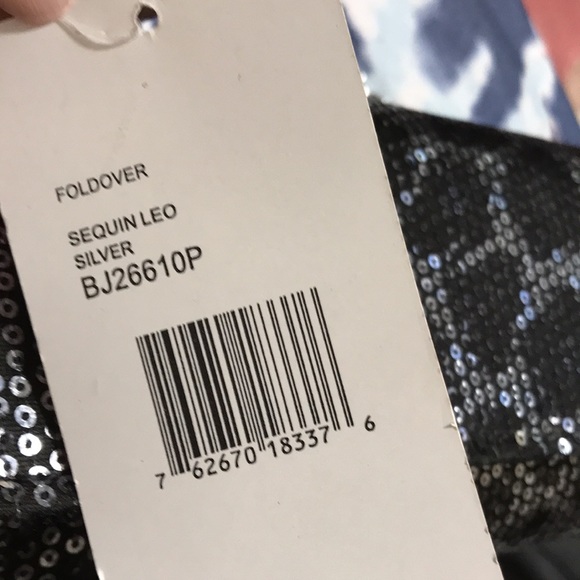 FOLDOVER
SEQUIN LEO
SILVER
BJ26610P
7 62670 18337 6